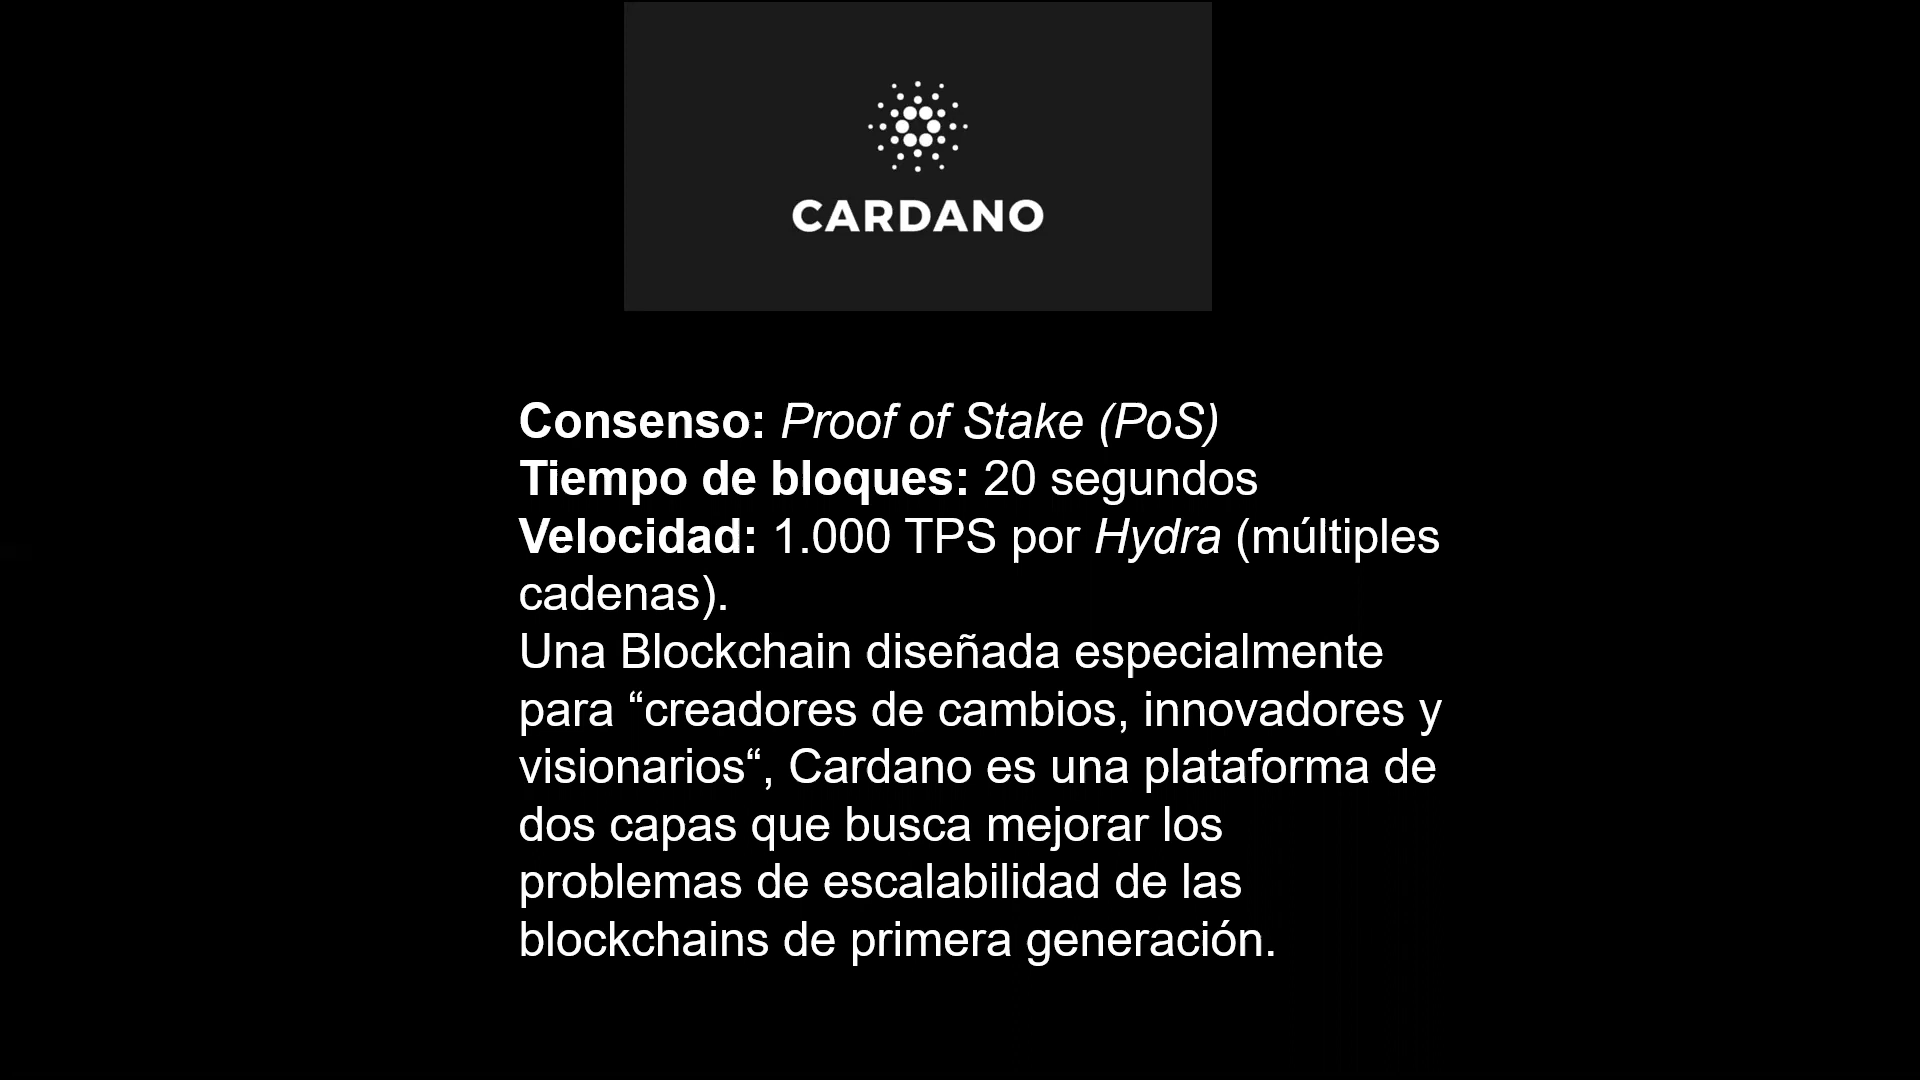 CARDANO
Consenso: Proof of Stake (PoS)
Tiempo de bloques: 20 segundos
Velocidad: 1.000 TPS por Hydra (múltiples
cadenas).
Una Blockchain diseñada especialmente
para “creadores de cambios, innovadores y
visionarios“, Cardano es una plataforma de
dos capas que busca mejorar los
problemas de escalabilidad de las
blockchains de primera generación.